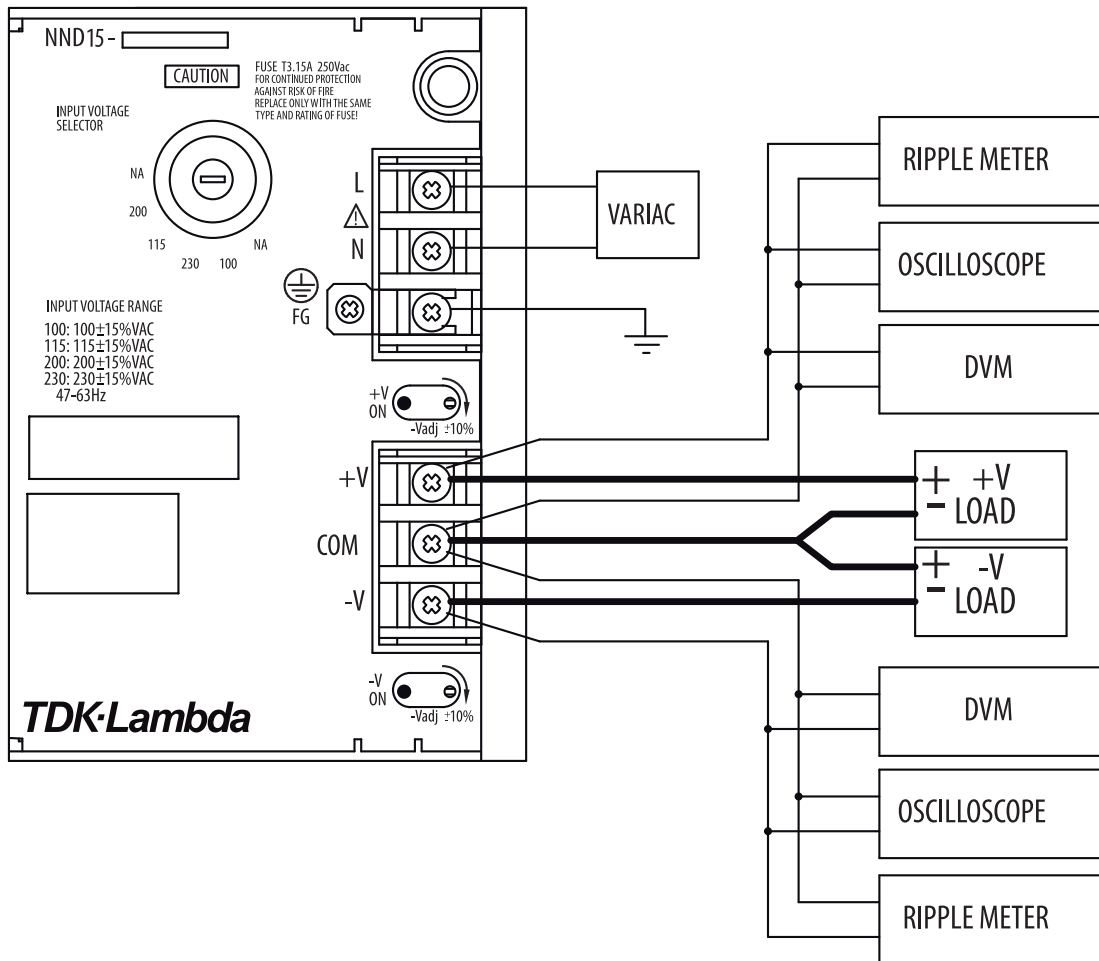 NND15-
CAUTION
FUSE T3.15A 250Vac
FOR CONTINUED PROTECTION
AGAINST RISK OF FIRE
REPLACE ONLY WITH THE SAME
TYPE AND RATING OF FUSE!
INPUT VOLTAGE
SELECTOR
NA
200
115
230
100
NA
L
N
FG
INPUT VOLTAGE RANGE
100: 100±15%VAC
115: 115±15%VAC
200: 200±15%VAC
230: 230±15%VAC
47-63Hz
+V
ON
-Vadj ±10%
+V
COM
-V
-V
ON
-Vadj ±10%
TDK·Lambda
VARIAC
RIPPLE METER
OSCILLOSCOPE
DVM
+ +V
- LOAD
+ -V
- LOAD
DVM
OSCILLOSCOPE
RIPPLE METER